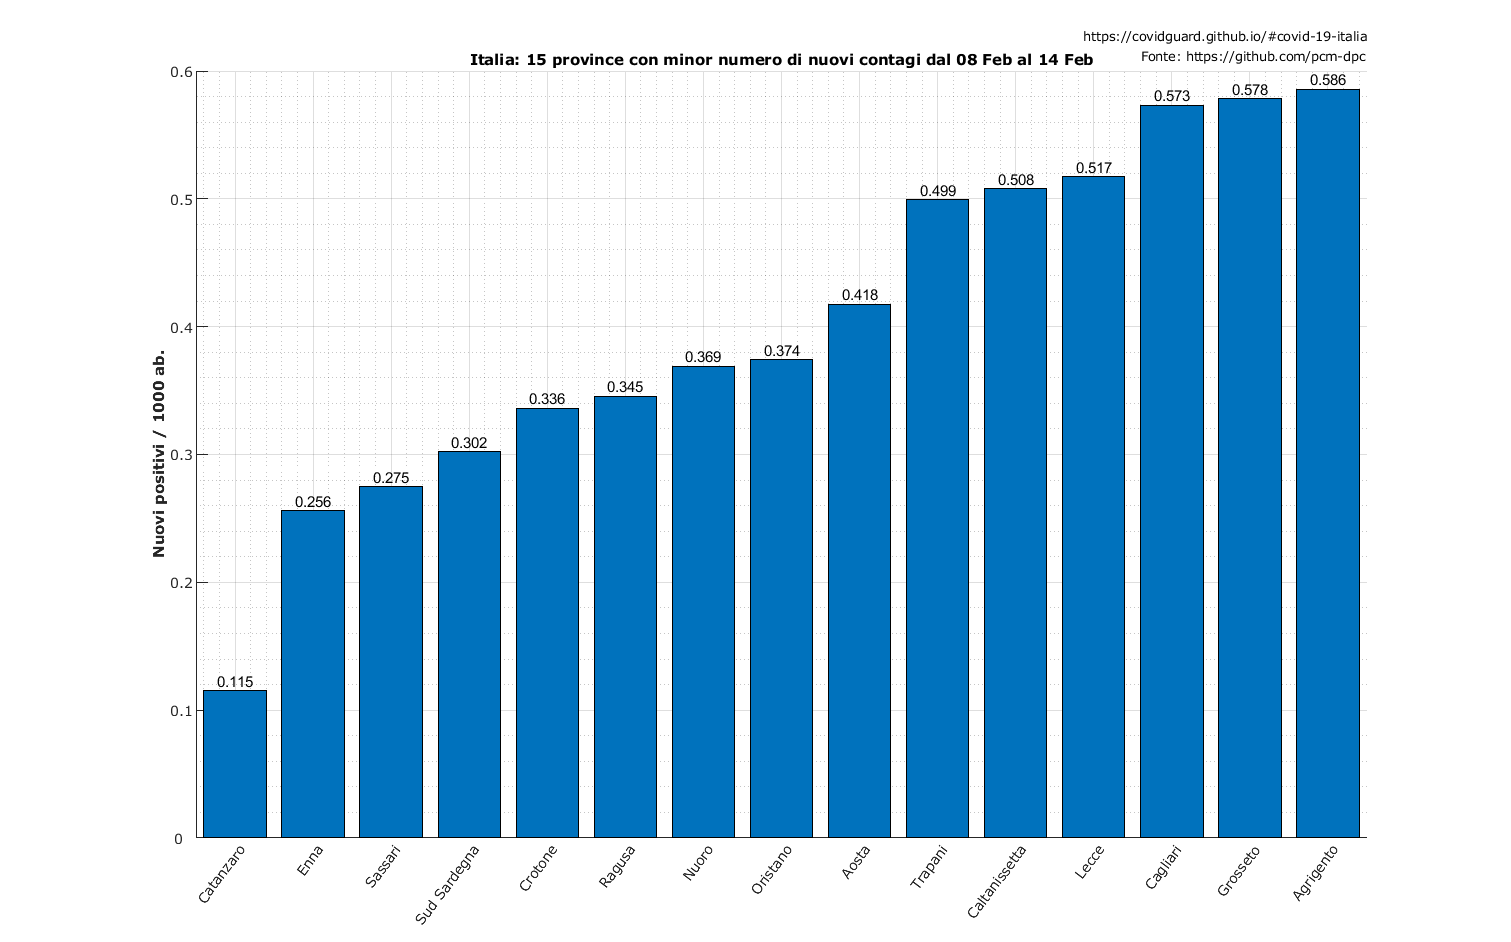 https://covidguard.github.io/#covid-19-italia
Italia: 15 province con minor numero di nuovi contagi dal 08 Feb al 14 Feb
Fonte: https://github.com/pcm-dpc
Nuovi positivi / 1000 ab.
0.6
0.5
0.4
0.3
0.2
0.1
0
0.115
0.256
0.275
0.302
0.336
0.345
0.369
0.374
0.418
0.499
0.508
0.517
0.573
0.578
0.586
Catanzaro
Enna
Sassari
Sud Sardegna
Crotone
Ragusa
Nuoro
Oristano
Aosta
Trapani
Caltanissetta
Lecce
Cagliari
Grosseto
Agrigento